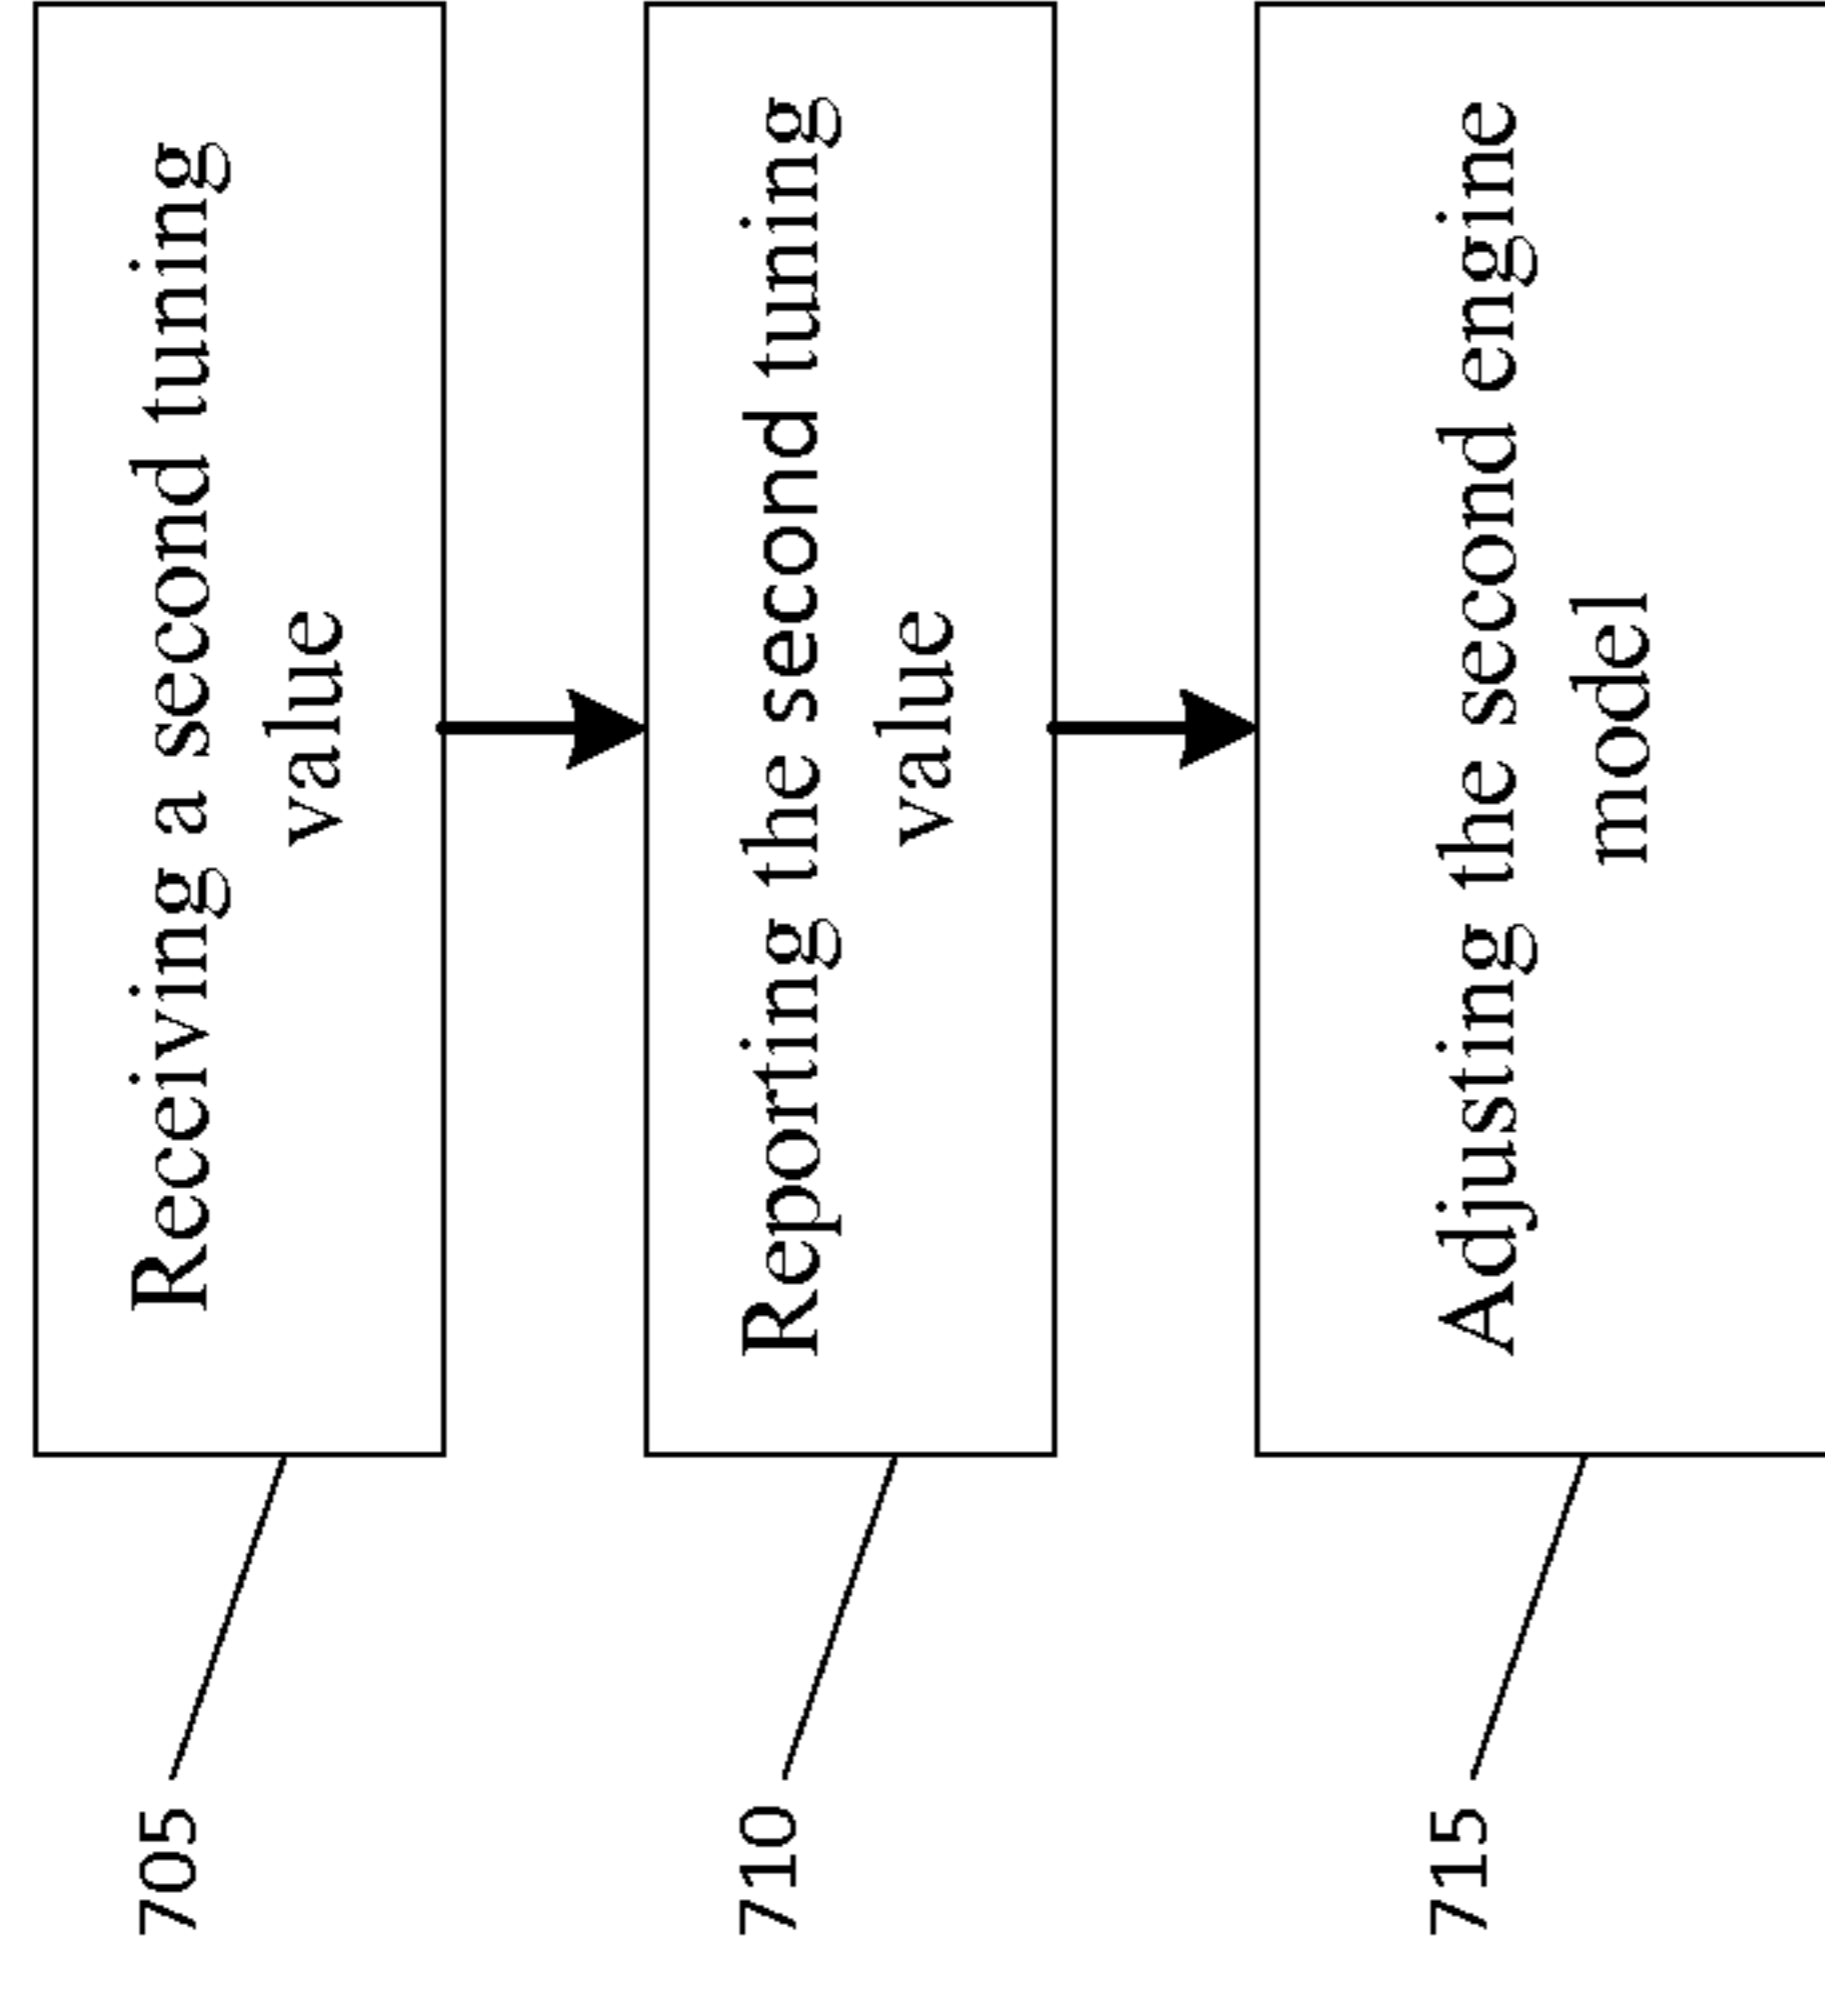 705
Receiving a second tuning
value
710
Reporting the second tuning
value
715
Adjusting the second engine
model